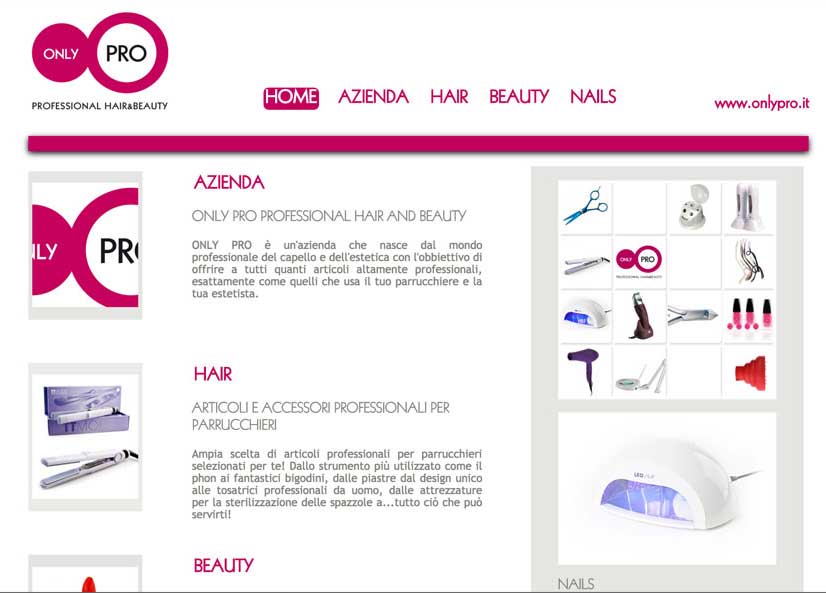 ONLY PRO
PROFESSIONAL HAIR&BEAUTY
HOME AZIENDA HAIR BEAUTY NAILS
www.onlypro.it
AZIENDA
ONLY PRO PROFESSIONAL HAIR AND BEAUTY
ONLY PRO è un'azienda che nasce dal mondo
professionale del capello e dell'estetica con l'obbiettivo di
offrire a tutti quanti articoli altamente professionali,
esattamente come quelli che usa il tuo parrucchiere e la
tua estetista.
HAIR
ARTICOLI E ACCESSORI PROFESSIONALI PER
PARRUCCHIERI
Ampia scelta di articoli professionali per parrucchieri
selezionati per te! Dallo strumento più utilizzato come il
phon ai fantastici bigodini, dalle piastre dal design unico
alle tosatrici professionali da uomo, dalle attrezzature
per la sterilizzazione delle spazzole a...tutto ciò che può
servirti!
BEAUTY
ONLY PRO
NAILS